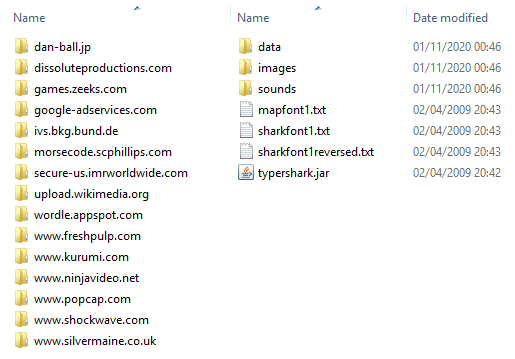 Name
dan-ball.jp
dissoluteproductions.com
games.zeeks.com
google-adservices.com
ivs.bkg.bund.de
morsecode.scphillips.com
secure-us.imrworldwide.com
upload.wikimedia.org
wordle.appspot.com
www.freshpulp.com
www.kurumi.com
www.ninjavideo.net
www.popcap.com
www.shockwave.com
www.silvermaine.co.uk
Name Date modified
data 01/11/2020 00:46
images 01/11/2020 00:46
sounds 01/11/2020 00:46
mapfont1.txt 02/04/2009 20:43
sharkfont1.txt 02/04/2009 20:43
sharkfont1reversed.txt 02/04/2009 20:43
typershark.jar 02/04/2009 20:42